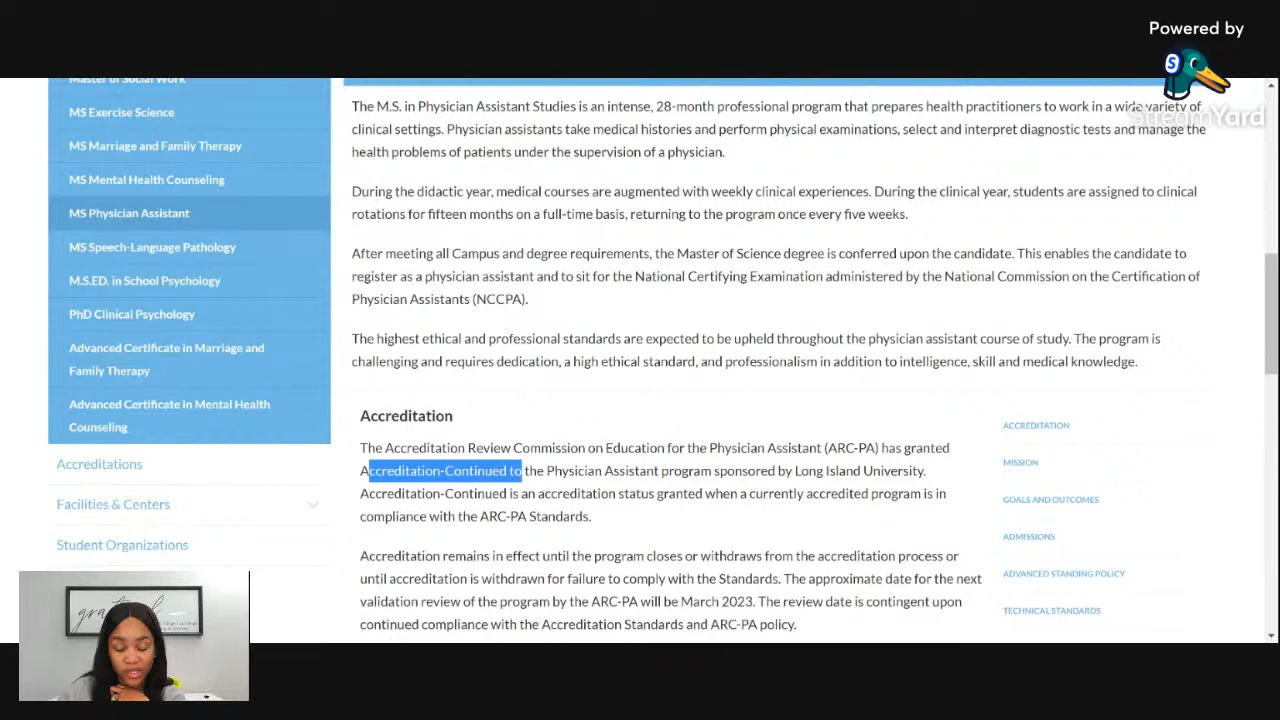 Powered by
StreamYard
Master of Social Work
MS Exercise Science
MS Marriage and Family Therapy
MS Mental Health Counseling
MS Physician Assistant
MS Speech-Language Pathology
M.S.ED. in School Psychology
PhD Clinical Psychology
Advanced Certificate in Marriage and
Family Therapy
Advanced Certificate in Mental Health
Counseling
Accreditations
Facilities & Centers
Student Organizations
The M.S. in Physician Assistant Studies is an intense, 28-month professional program that prepares health practitioners to work in a wide variety of
clinical settings. Physician assistants take medical histories and perform physical examinations, select and interpret diagnostic tests and manage the
health problems of patients under the supervision of a physician.
During the didactic year, medical courses are augmented with weekly clinical experiences. During the clinical year, students are assigned to clinical
rotations for fifteen months on a full-time basis, returning to the program once every five weeks.
After meeting all Campus and degree requirements, the Master of Science degree is conferred upon the candidate. This enables the candidate to
register as a physician assistant and to sit for the National Certifying Examination administered by the National Commission on the Certification of
Physician Assistants (NCCPA).
The highest ethical and professional standards are expected to be upheld throughout the physician assistant course of study. The program is
challenging and requires dedication, a high ethical standard, and professionalism in addition to intelligence, skill and medical knowledge.
Accreditation
The Accreditation Review Commission on Education for the Physician Assistant (ARC-PA) has granted
Accreditation-Continued to the Physician Assistant program sponsored by Long Island University.
Accreditation-Continued is an accreditation status granted when a currently accredited program is in
compliance with the ARC-PA Standards.
Accreditation remains in effect until the program closes or withdraws from the accreditation process or
until accreditation is withdrawn for failure to comply with the Standards. The approximate date for the next
validation review of the program by the ARC-PA will be March 2023. The review date is contingent upon
continued compliance with the Accreditation Standards and ARC-PA policy.
ACCREDITATION
MISSION
GOALS AND OUTCOMES
ADMISSIONS
ADVANCED STANDING POLICY
TECHNICAL STANDARDS